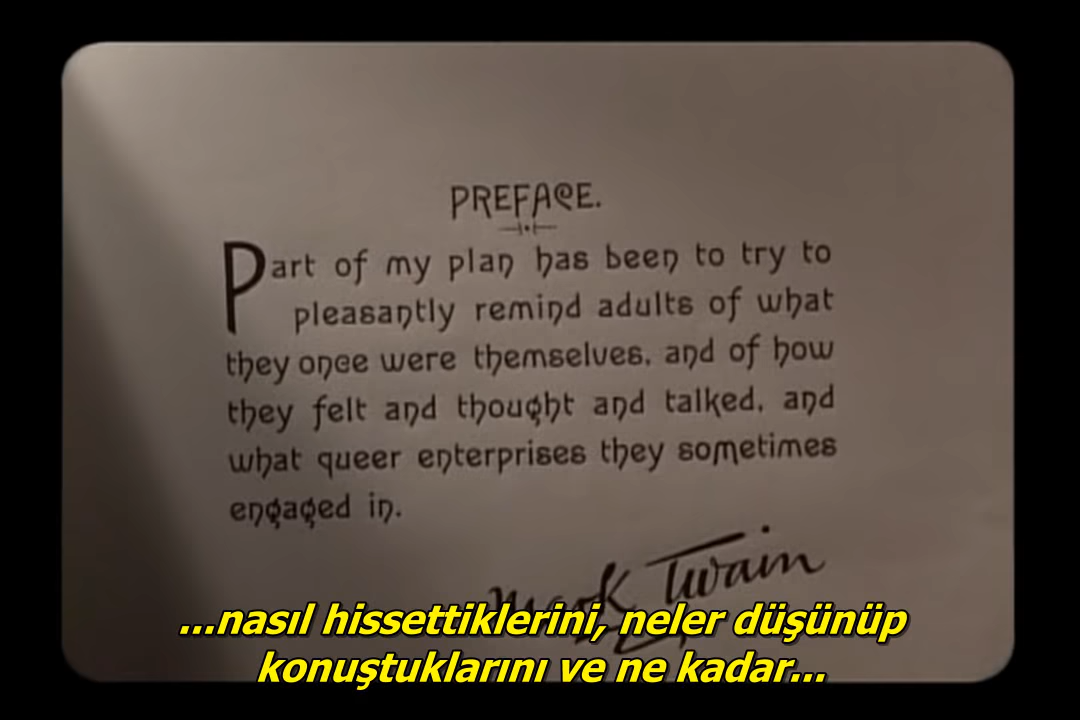 PREFACE.
Part of my plan has been to try to
pleasantly remind adults of what
they once were themselves, and of how
they felt and thought and talked, and
what queer enterprises they sometimes
engaged in.
Mark Twain
...nasıl hissettiklerini, neler düşünüp
konuştuklarını ve ne kadar...